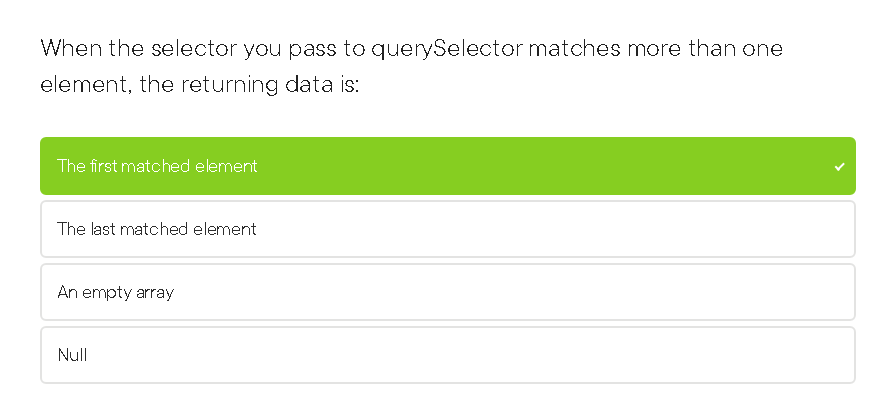 When the selector you pass to querySelector matches more than one
element, the returning data is:
The first matched element
The last matched element
An empty array
Null